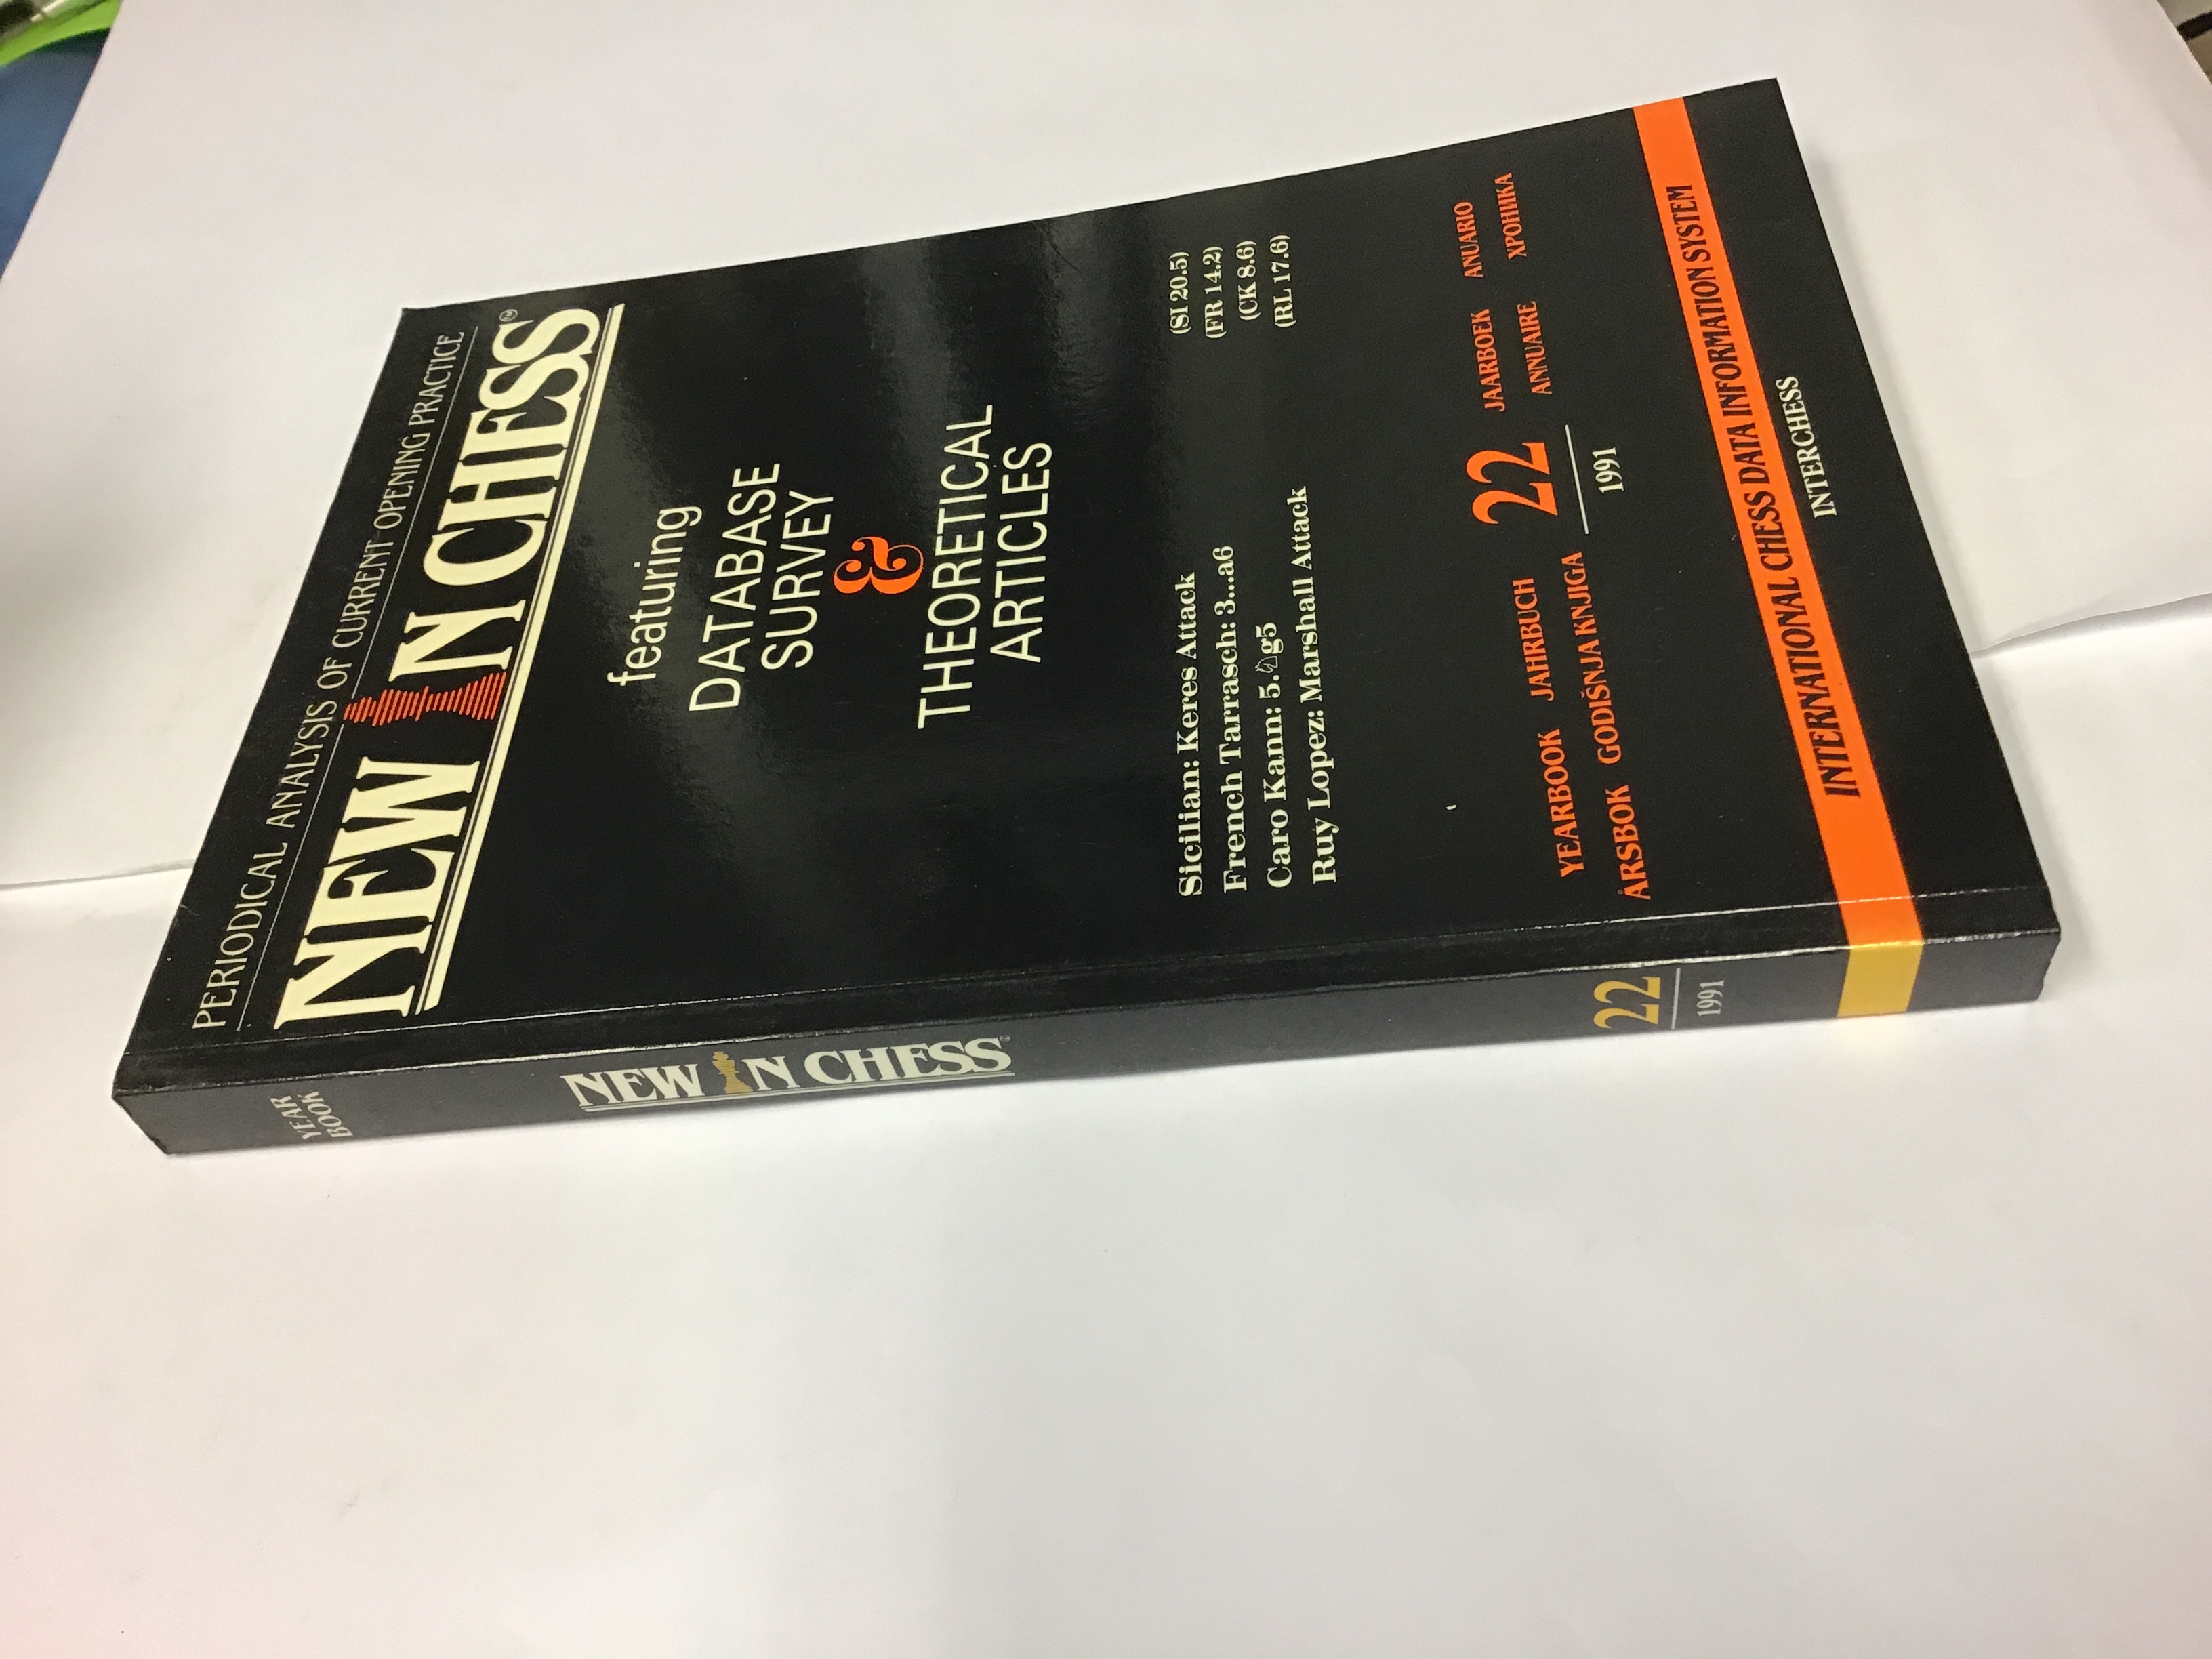 PERIODICAL ANALYSIS OF CURRENT OPENING PRACTICE
NEW IN CHESS
featuring
DATABASE
SURVEY
&
THEORETICAL
ARTICLES
Sicilian: Keres Attack (SI 20.5)
French Tarrasch: 3...a6 (FR 14.2)
Caro Kann: 5.♘g5 (CK 8.6)
Ruy Lopez: Marshall Attack (RL 17.6)
YEARBOOK JAHRBUCH 22 JAARBOEK ANUARIO
ÅRSBOK GODIŠNJA KNJIGA 1991 ANNUAIRE ХРОНИКА
INTERNATIONAL CHESS DATA INFORMATION SYSTEM
INTERCHESS
YEAR
BOOK
NEW IN CHESS
22
1991